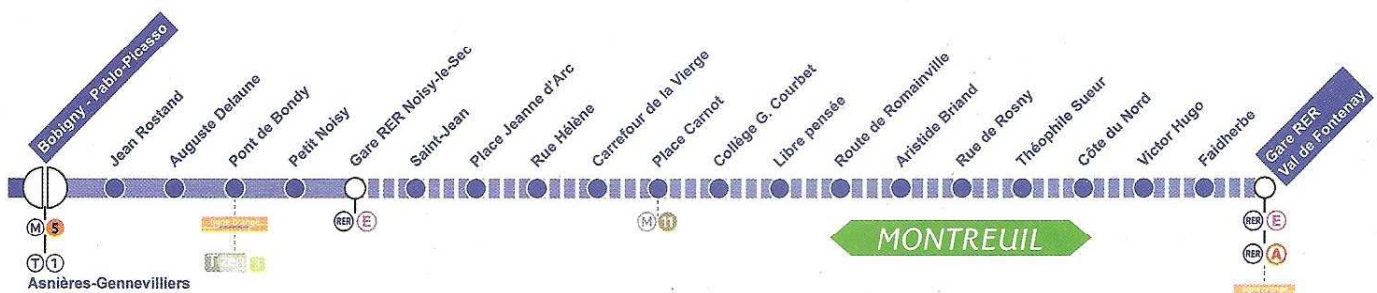 Bobigny - Pablo-Picasso
Jean Rostand
Auguste Delaune
Pont de Bondy
Petit Noisy
Gare RER Noisy-le-Sec
Saint-Jean
Place Jeanne d'Arc
Rue Hélène
Carrefour de la Vierge
Place Carnot
Collège G. Courbet
Libre pensée
Route de Romainville
Aristide Briand
Rue de Rosny
Théophile Sueur
Côte du Nord
Victor Hugo
Faidherbe
Gare RER
Val de Fontenay
M 5
T 1
Asnières-Gennevilliers
RER E
M 11
MONTREUIL
RER E
RER A